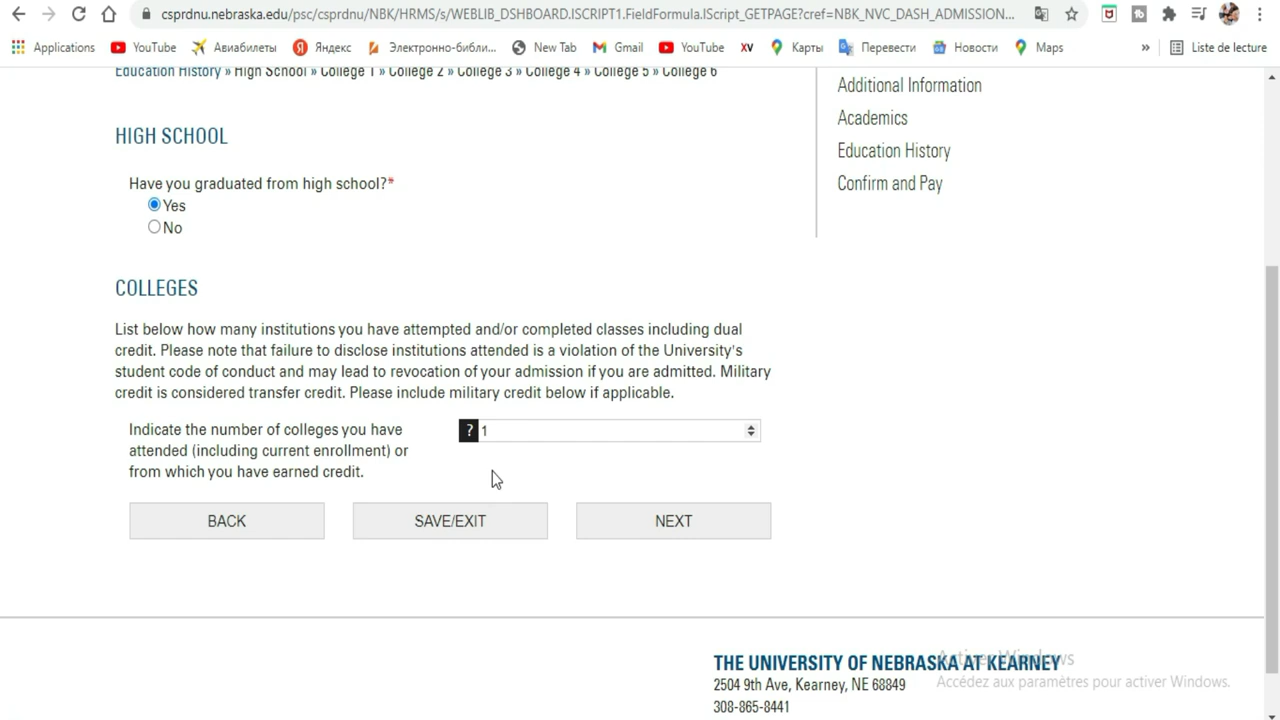 csprdnu.nebraska.edu/psc/csprdnu/NBK/HRMS/s/WEBLIB_DSHBOARD.ISCRIPT1.FieldFormula.IScript_GETPAGE?cref=NBK_NVC_DASH_ADMISSION...
Applications YouTube Авиабилеты Яндекс Электронно-библи... New Tab Gmail YouTube XV Карты Перевести Новости Maps » Liste de lecture
Education History » High School » College 1 » College 2 » College 3 » College 4 » College 5 » College 6
Additional Information
Academics
Education History
Confirm and Pay
HIGH SCHOOL
Have you graduated from high school?*
Yes
No
COLLEGES
List below how many institutions you have attempted and/or completed classes including dual
credit. Please note that failure to disclose institutions attended is a violation of the University's
student code of conduct and may lead to revocation of your admission if you are admitted. Military
credit is considered transfer credit. Please include military credit below if applicable.
Indicate the number of colleges you have
attended (including current enrollment) or
from which you have earned credit.
? 1
BACK SAVE/EXIT NEXT
THE UNIVERSITY OF NEBRASKA AT KEARNEY
2504 9th Ave, Kearney, NE 68849
308-865-8441
Activer Windows
Accédez aux paramètres pour activer Windows.